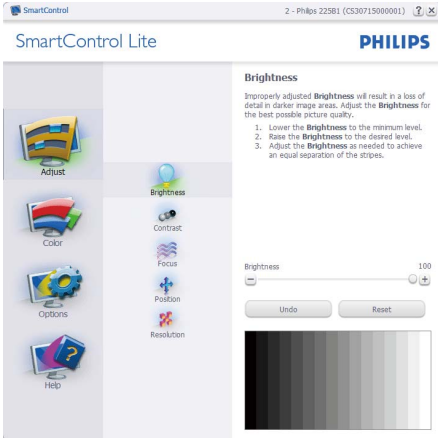 SmartControl
2 - Philips 225B1 (CS30715000001)
SmartControl Lite
PHILIPS
Adjust
Color
Options
Help
Brightness
Contrast
Focus
Position
Resolution
Brightness
Improperly adjusted Brightness will result in a loss of
detail in darker image areas. Adjust the Brightness for
the best possible picture quality.
1. Lower the Brightness to the minimum level.
2. Raise the Brightness to the desired level.
3. Adjust the Brightness as needed to achieve
an equal separation of the stripes.
Brightness 100
Undo
Reset